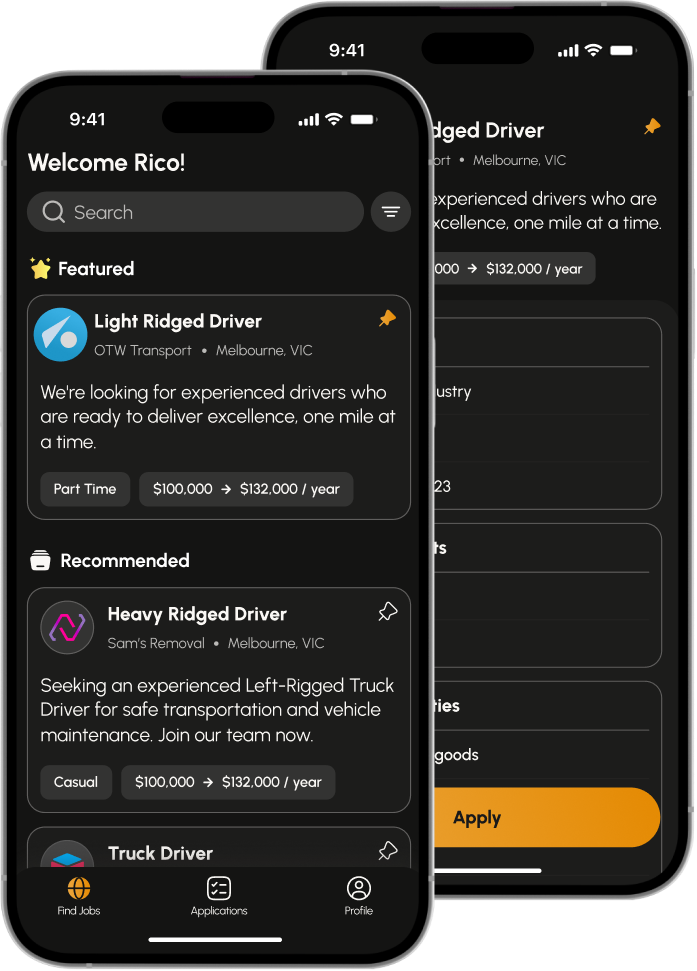 9:41
Welcome Rico!
Search
Featured
Light Ridged Driver
OTW Transport • Melbourne, VIC
We're looking for experienced drivers who
are ready to deliver excellence, one mile at
a time.
Part Time
$100,000 → $132,000 / year
Recommended
Heavy Ridged Driver
Sam's Removal • Melbourne, VIC
Seeking an experienced Left-Rigged Truck
Driver for safe transportation and vehicle
maintenance. Join our team now.
Casual
$100,000 → $132,000 / year
Truck Driver
Find Jobs
Applications
Profile
9:41
dged Driver
ort • Melbourne, VIC
experienced drivers who are
xcellence, one mile at a time.
000 → $132,000 / year
ustry
23
ts
ties
goods
Apply